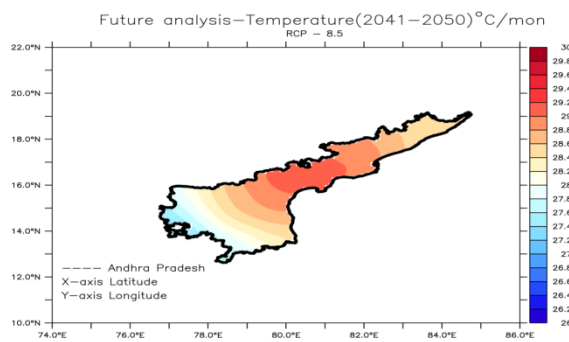 Future analysis−Temperature(2041−2050)°C/mon
RCP − 8.5
22.0°N
20.0°N
18.0°N
16.0°N
14.0°N
12.0°N
10.0°N
74.0°E 76.0°E 78.0°E 80.0°E 82.0°E 84.0°E 86.0°E
−−−− Andhra Pradesh
X−axis Latitude
Y−axis Longitude
30
29.8
29.6
29.4
29.2
29
28.8
28.6
28.4
28.2
28
27.8
27.6
27.4
27.2
27
26.8
26.6
26.4
26.2
26